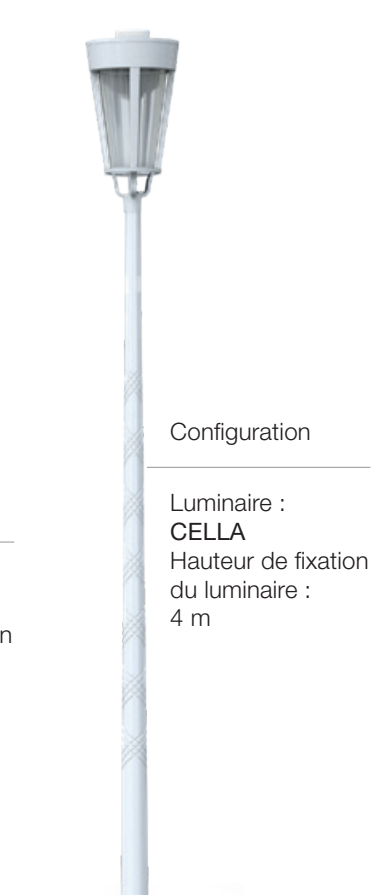 Configuration
Luminaire :
CELLA
Hauteur de fixation
du luminaire :
4 m
n